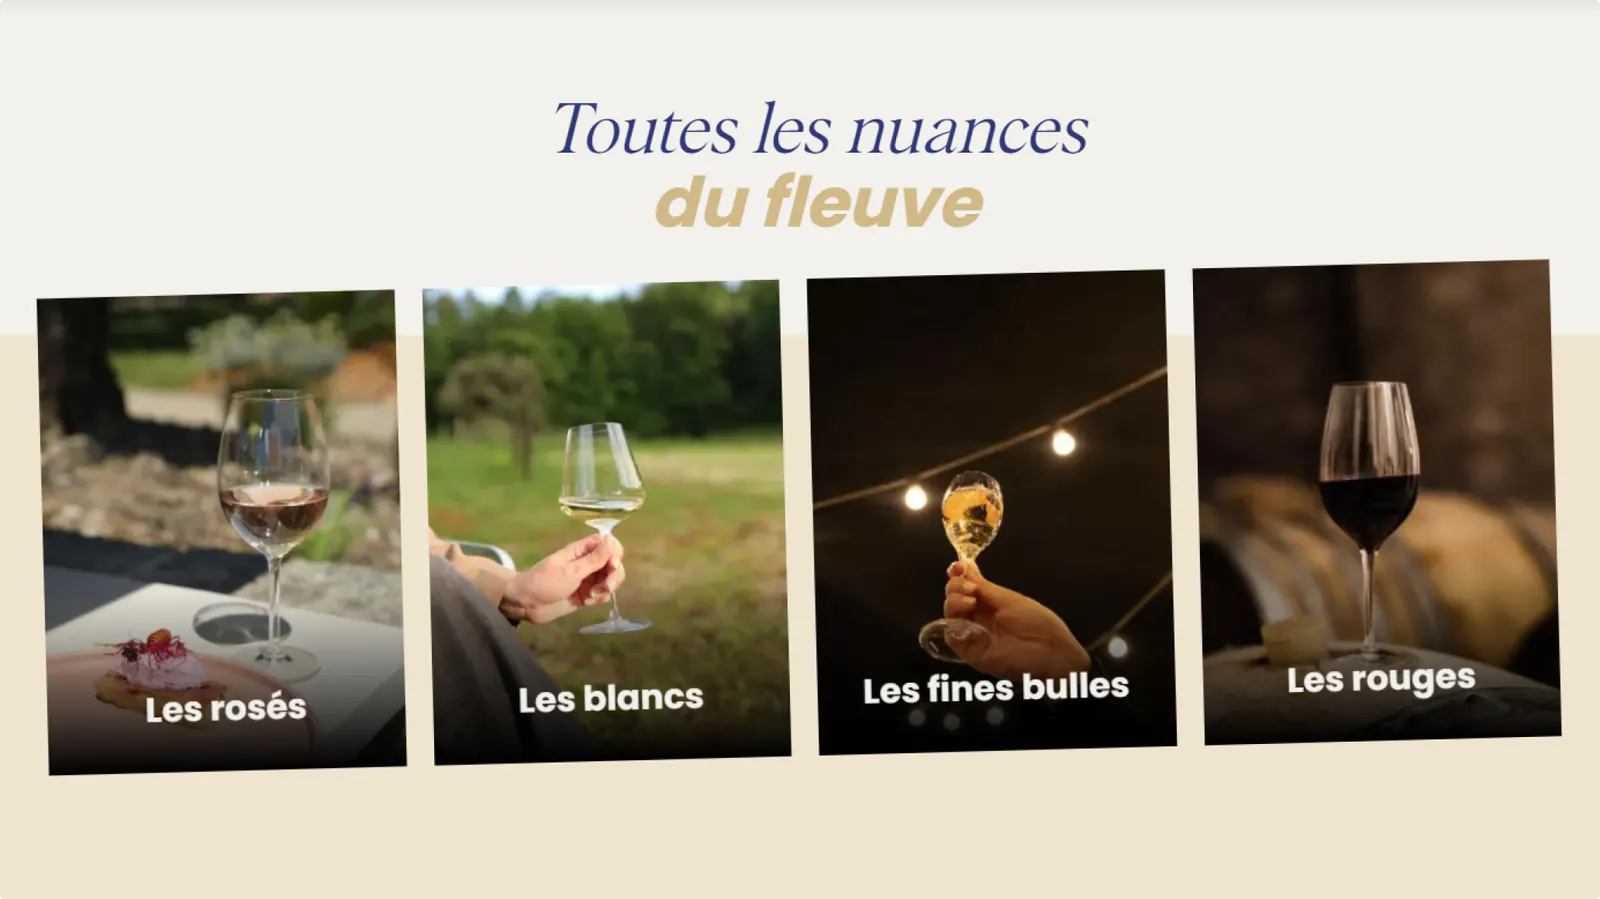 Toutes les nuances
du fleuve
Les rosés
Les blancs
Les fines bulles
Les rouges